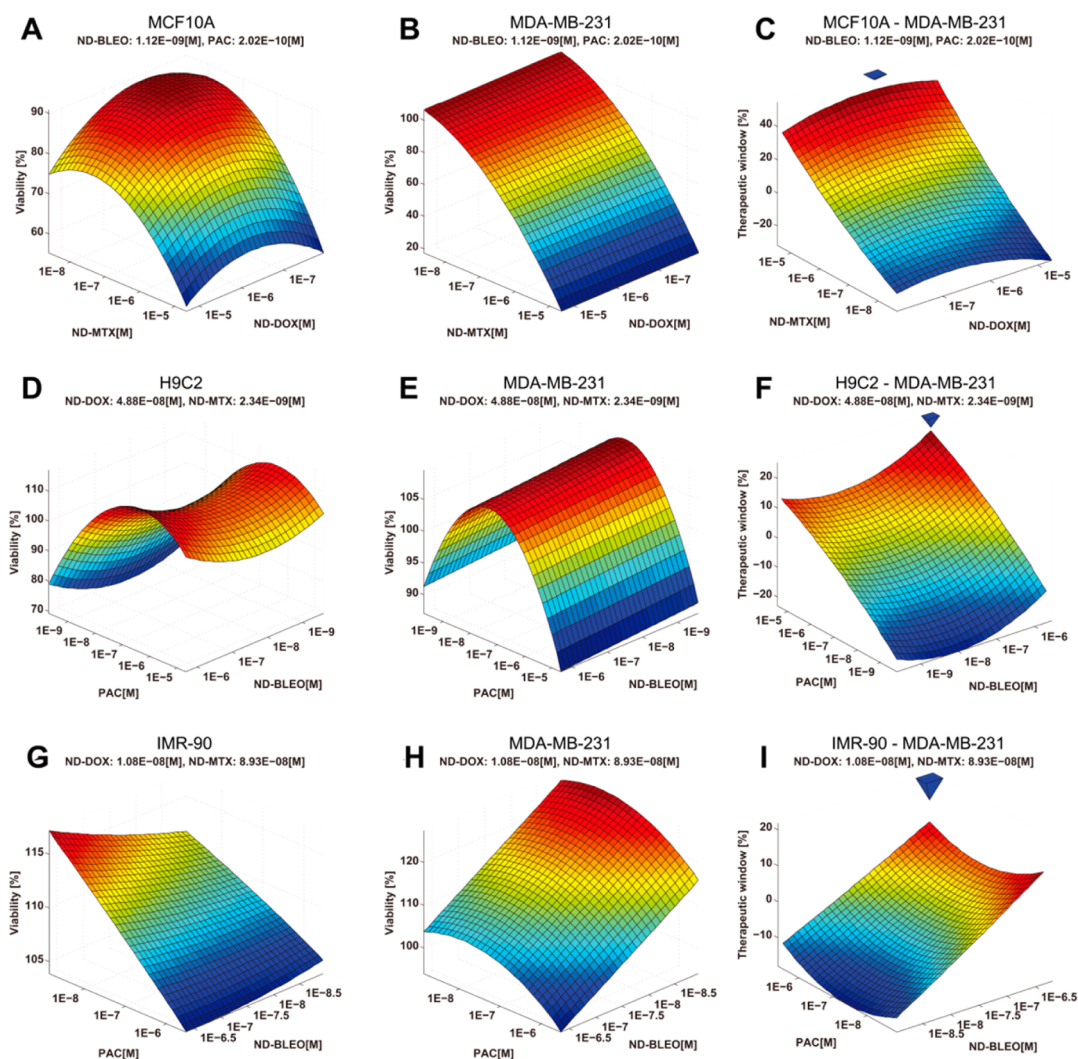 A
MCF10A
ND-BLEO: 1.12E−09[M], PAC: 2.02E−10[M]
Viability [%]
90
80
70
60
1E−8
1E−7
1E−6
1E−5
ND-MTX[M]
1E−7
1E−6
1E−5
ND-DOX[M]
B
MDA-MB-231
ND-BLEO: 1.12E−09[M], PAC: 2.02E−10[M]
Viability [%]
100
80
60
40
20
1E−8
1E−7
1E−6
1E−5
ND-MTX[M]
1E−7
1E−6
1E−5
ND-DOX[M]
C
MCF10A - MDA-MB-231
ND-BLEO: 1.12E−09[M], PAC: 2.02E−10[M]
Therapeutic window [%]
40
20
0
−20
1E−5
1E−6
1E−7
1E−8
ND-MTX[M]
1E−5
1E−6
1E−7
ND-DOX[M]
D
H9C2
ND-DOX: 4.88E−08[M], ND-MTX: 2.34E−09[M]
Viability [%]
110
100
90
80
70
1E−9
1E−8
1E−7
1E−6
1E−5
PAC[M]
1E−9
1E−8
1E−7
1E−6
ND-BLEO[M]
E
MDA-MB-231
ND-DOX: 4.88E−08[M], ND-MTX: 2.34E−09[M]
Viability [%]
105
100
95
90
1E−9
1E−8
1E−7
1E−6
1E−5
PAC[M]
1E−9
1E−8
1E−7
1E−6
ND-BLEO[M]
F
H9C2 - MDA-MB-231
ND-DOX: 4.88E−08[M], ND-MTX: 2.34E−09[M]
Therapeutic window [%]
20
10
0
−10
−20
1E−5
1E−6
1E−7
1E−8
1E−9
PAC[M]
1E−6
1E−7
1E−8
1E−9
ND-BLEO[M]
G
IMR-90
ND-DOX: 1.08E−08[M], ND-MTX: 8.93E−08[M]
Viability [%]
115
110
105
1E−8
1E−7
1E−6
PAC[M]
1E−8.5
1E−8
1E−7.5
1E−7
1E−6.5
ND-BLEO[M]
H
MDA-MB-231
ND-DOX: 1.08E−08[M], ND-MTX: 8.93E−08[M]
Viability [%]
120
110
100
1E−8
1E−7
1E−6
PAC[M]
1E−8.5
1E−8
1E−7.5
1E−7
1E−6.5
ND-BLEO[M]
I
IMR-90 - MDA-MB-231
ND-DOX: 1.08E−08[M], ND-MTX: 8.93E−08[M]
Therapeutic window [%]
20
10
0
−10
1E−6
1E−7
1E−8
PAC[M]
1E−6.5
1E−7
1E−7.5
1E−8
1E−8.5
ND-BLEO[M]